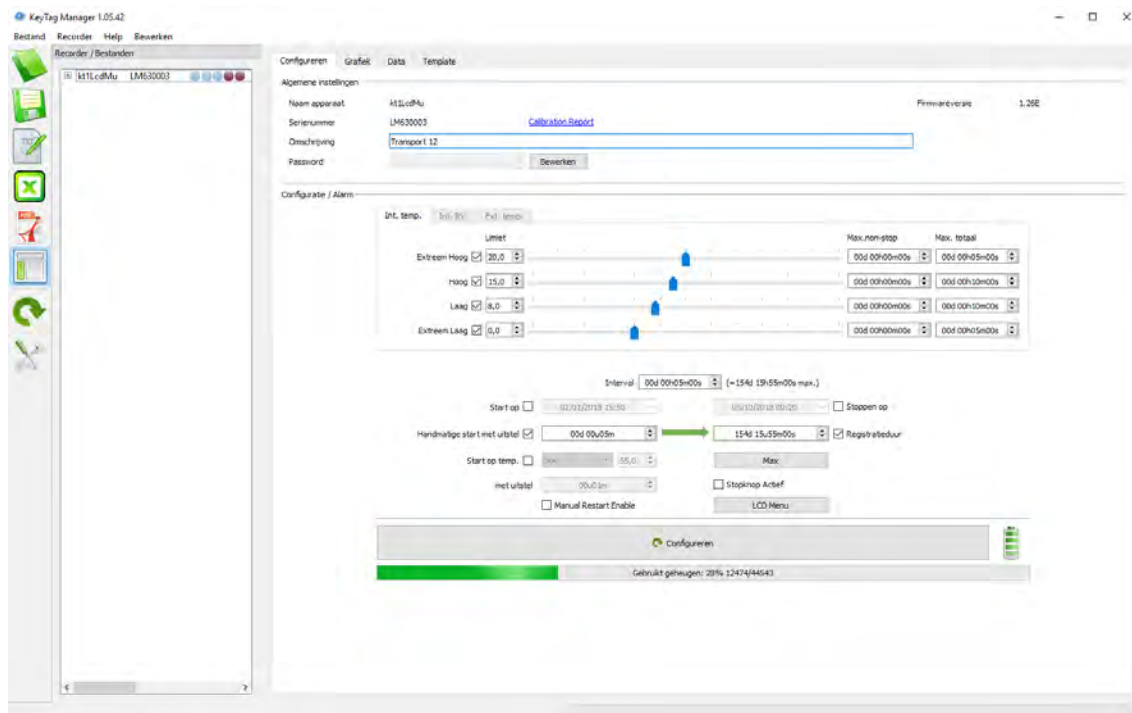 KeyTag Manager 1.05.42
Bestand Recorder Help Bewerken
Recorder / Bestanden
kt1LcdMu LM630003
Configureren Grafiek Data Template
Algemene instellingen
Naam apparaat kt1LcdMu Firmwareversie 1.26E
Serienummer LM630003 Calibration Report
Omschrijving Transport 12
Password Bewerken
Configuratie / Alarm
Int. temp. Ext. temp.
Limiet Max.non-stop Max. totaal
Extreem Hoog 20,0 00d 00h00m00s 00d 00h05m00s
Hoog 15,0 00d 00h00m00s 00d 00h10m00s
Laag 8,0 00d 00h00m00s 00d 00h10m00s
Extreem Laag 0,0 00d 00h00m00s 00d 00h05m00s
Interval 00d 00h05m00s (=154d 15h55m00s max.)
Start op Stoppen op
Handmatige start met uitstel 00d 00u05m 154d 15u55m00s Registratieduur
Start op temp. 55,0 Max
met uitstel 00u01m Stopknop Actief
Manual Restart Enable LCD Menu
Configureren
Gebruikt geheugen: 28% 12474/44543